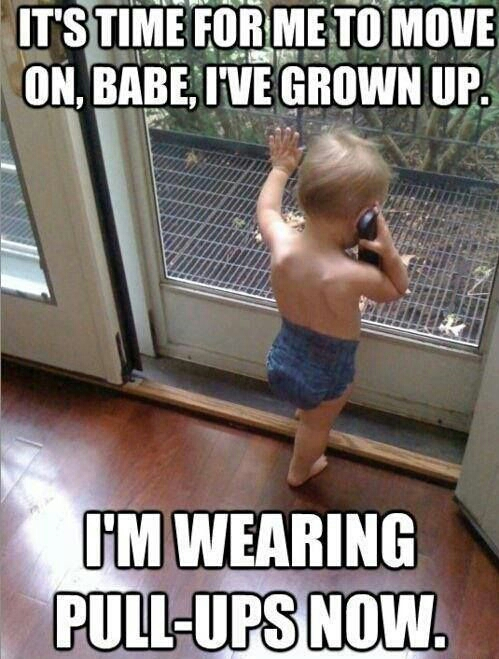 IT'S TIME FOR ME TO MOVE
ON, BABE, I'VE GROWN UP.
I'M WEARING
PULL-UPS NOW.